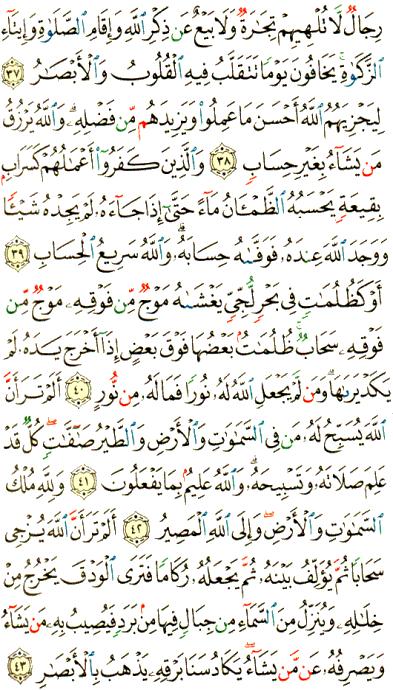 رِجَالٌ لَّا تُلْهِيهِمْ تِجَٰرَةٌ وَلَا بَيْعٌ عَن ذِكْرِ ٱللَّهِ وَإِقَامِ ٱلصَّلَوٰةِ وَإِيتَآءِ
ٱلزَّكَوٰةِ ۙ يَخَافُونَ يَوْمًا تَتَقَلَّبُ فِيهِ ٱلْقُلُوبُ وَٱلْأَبْصَٰرُ ٣٧
لِيَجْزِيَهُمُ ٱللَّهُ أَحْسَنَ مَا عَمِلُوا۟ وَيَزِيدَهُم مِّن فَضْلِهِۦ ۗ وَٱللَّهُ يَرْزُقُ
مَن يَشَآءُ بِغَيْرِ حِسَابٍ ٣٨ وَٱلَّذِينَ كَفَرُوٓا۟ أَعْمَٰلُهُمْ كَسَرَابٍۭ
بِقِيعَةٍ يَحْسَبُهُ ٱلظَّمْـَٔانُ مَآءً حَتَّىٰٓ إِذَا جَآءَهُۥ لَمْ يَجِدْهُ شَيْـًٔا
وَوَجَدَ ٱللَّهَ عِندَهُۥ فَوَفَّىٰهُ حِسَابَهُۥ ۗ وَٱللَّهُ سَرِيعُ ٱلْحِسَابِ ٣٩
أَوْ كَظُلُمَٰتٍ فِى بَحْرٍ لُّجِّىٍّ يَغْشَىٰهُ مَوْجٌ مِّن فَوْقِهِۦ مَوْجٌ مِّن
فَوْقِهِۦ سَحَابٌ ۚ ظُلُمَٰتٌۢ بَعْضُهَا فَوْقَ بَعْضٍ إِذَآ أَخْرَجَ يَدَهُۥ لَمْ
يَكَدْ يَرَىٰهَا ۗ وَمَن لَّمْ يَجْعَلِ ٱللَّهُ لَهُۥ نُورًا فَمَا لَهُۥ مِن نُّورٍ ٤٠ أَلَمْ تَرَ أَنَّ
ٱللَّهَ يُسَبِّحُ لَهُۥ مَن فِى ٱلسَّمَٰوَٰتِ وَٱلْأَرْضِ وَٱلطَّيْرُ صَٰٓفَّٰتٍ ۖ كُلٌّ قَدْ
عَلِمَ صَلَاتَهُۥ وَتَسْبِيحَهُۥ ۗ وَٱللَّهُ عَلِيمٌۢ بِمَا يَفْعَلُونَ ٤١ وَلِلَّهِ مُلْكُ
ٱلسَّمَٰوَٰتِ وَٱلْأَرْضِ ۖ وَإِلَى ٱللَّهِ ٱلْمَصِيرُ ٤٢ أَلَمْ تَرَ أَنَّ ٱللَّهَ يُزْجِى
سَحَابًا ثُمَّ يُؤَلِّفُ بَيْنَهُۥ ثُمَّ يَجْعَلُهُۥ رُكَامًا فَتَرَى ٱلْوَدْقَ يَخْرُجُ مِنْ
خِلَٰلِهِۦ وَيُنَزِّلُ مِنَ ٱلسَّمَآءِ مِن جِبَالٍ فِيهَا مِنۢ بَرَدٍ فَيُصِيبُ بِهِۦ مَن يَشَآءُ
وَيَصْرِفُهُۥ عَن مَّن يَشَآءُ ۖ يَكَادُ سَنَا بَرْقِهِۦ يَذْهَبُ بِٱلْأَبْصَٰرِ ٤٣